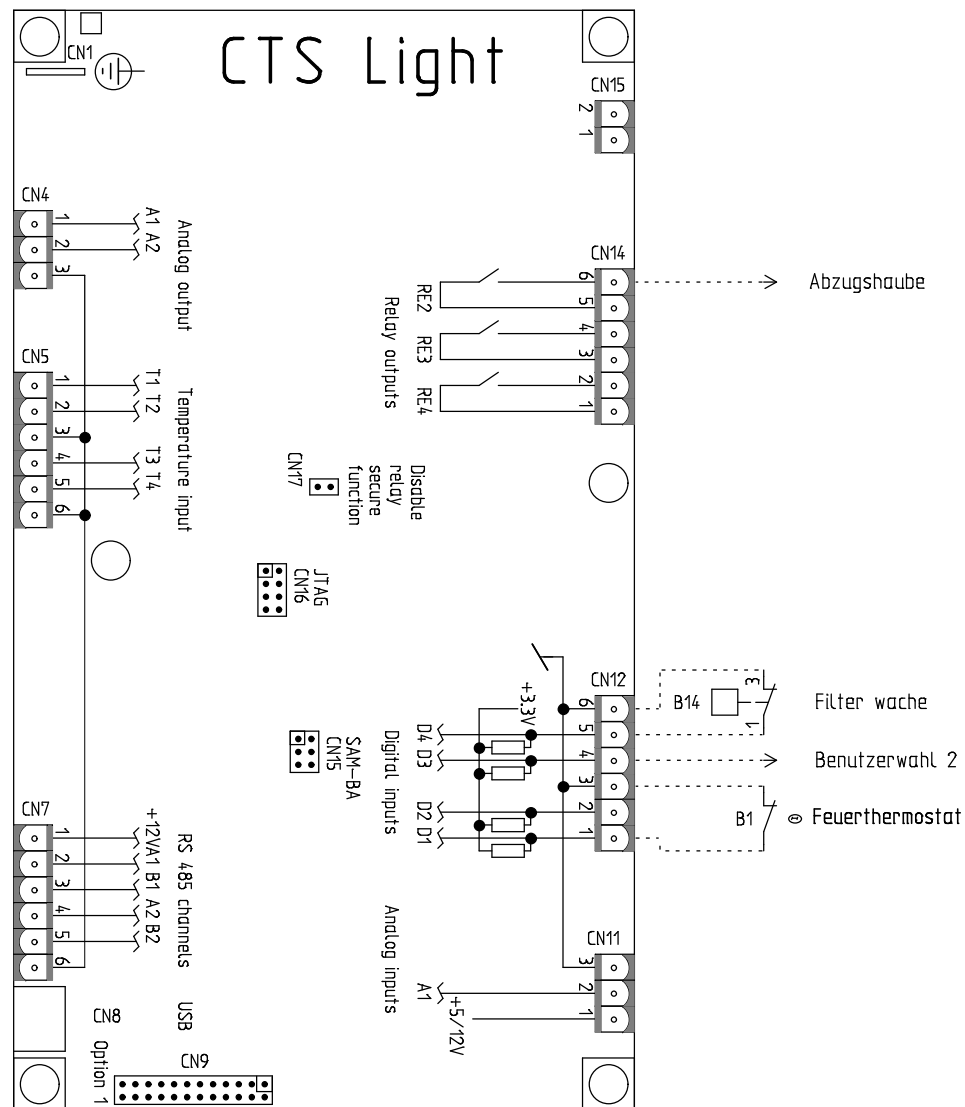 CTS Light
CN1
CN15
2
1
CN4
1
2
3
A1
A2
Analog output
CN14
6
5
4
3
2
1
RE2
RE3
RE4
Relay outputs
Abzugshaube
CN5
1
2
3
4
5
6
T1
T2
T3
T4
Temperature input
CN17
Disable
relay
secure
function
JTAG
CN16
CN12
6
5
4
3
2
1
+3.3V
D4
D3
D2
D1
Digital inputs
SAM-BA
CN15
B14
3
1
Filter wache
Benutzerwahl 2
B1
Feuerthermostat
CN7
1
2
3
4
5
6
+12V
A1
B1
A2
B2
RS 485 channels
CN11
3
2
1
A1
+5/12V
Analog inputs
CN8
USB
Option 1
CN9